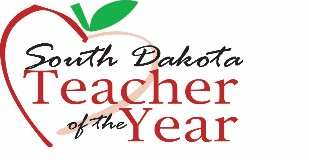 South Dakota
Teacher
of the Year